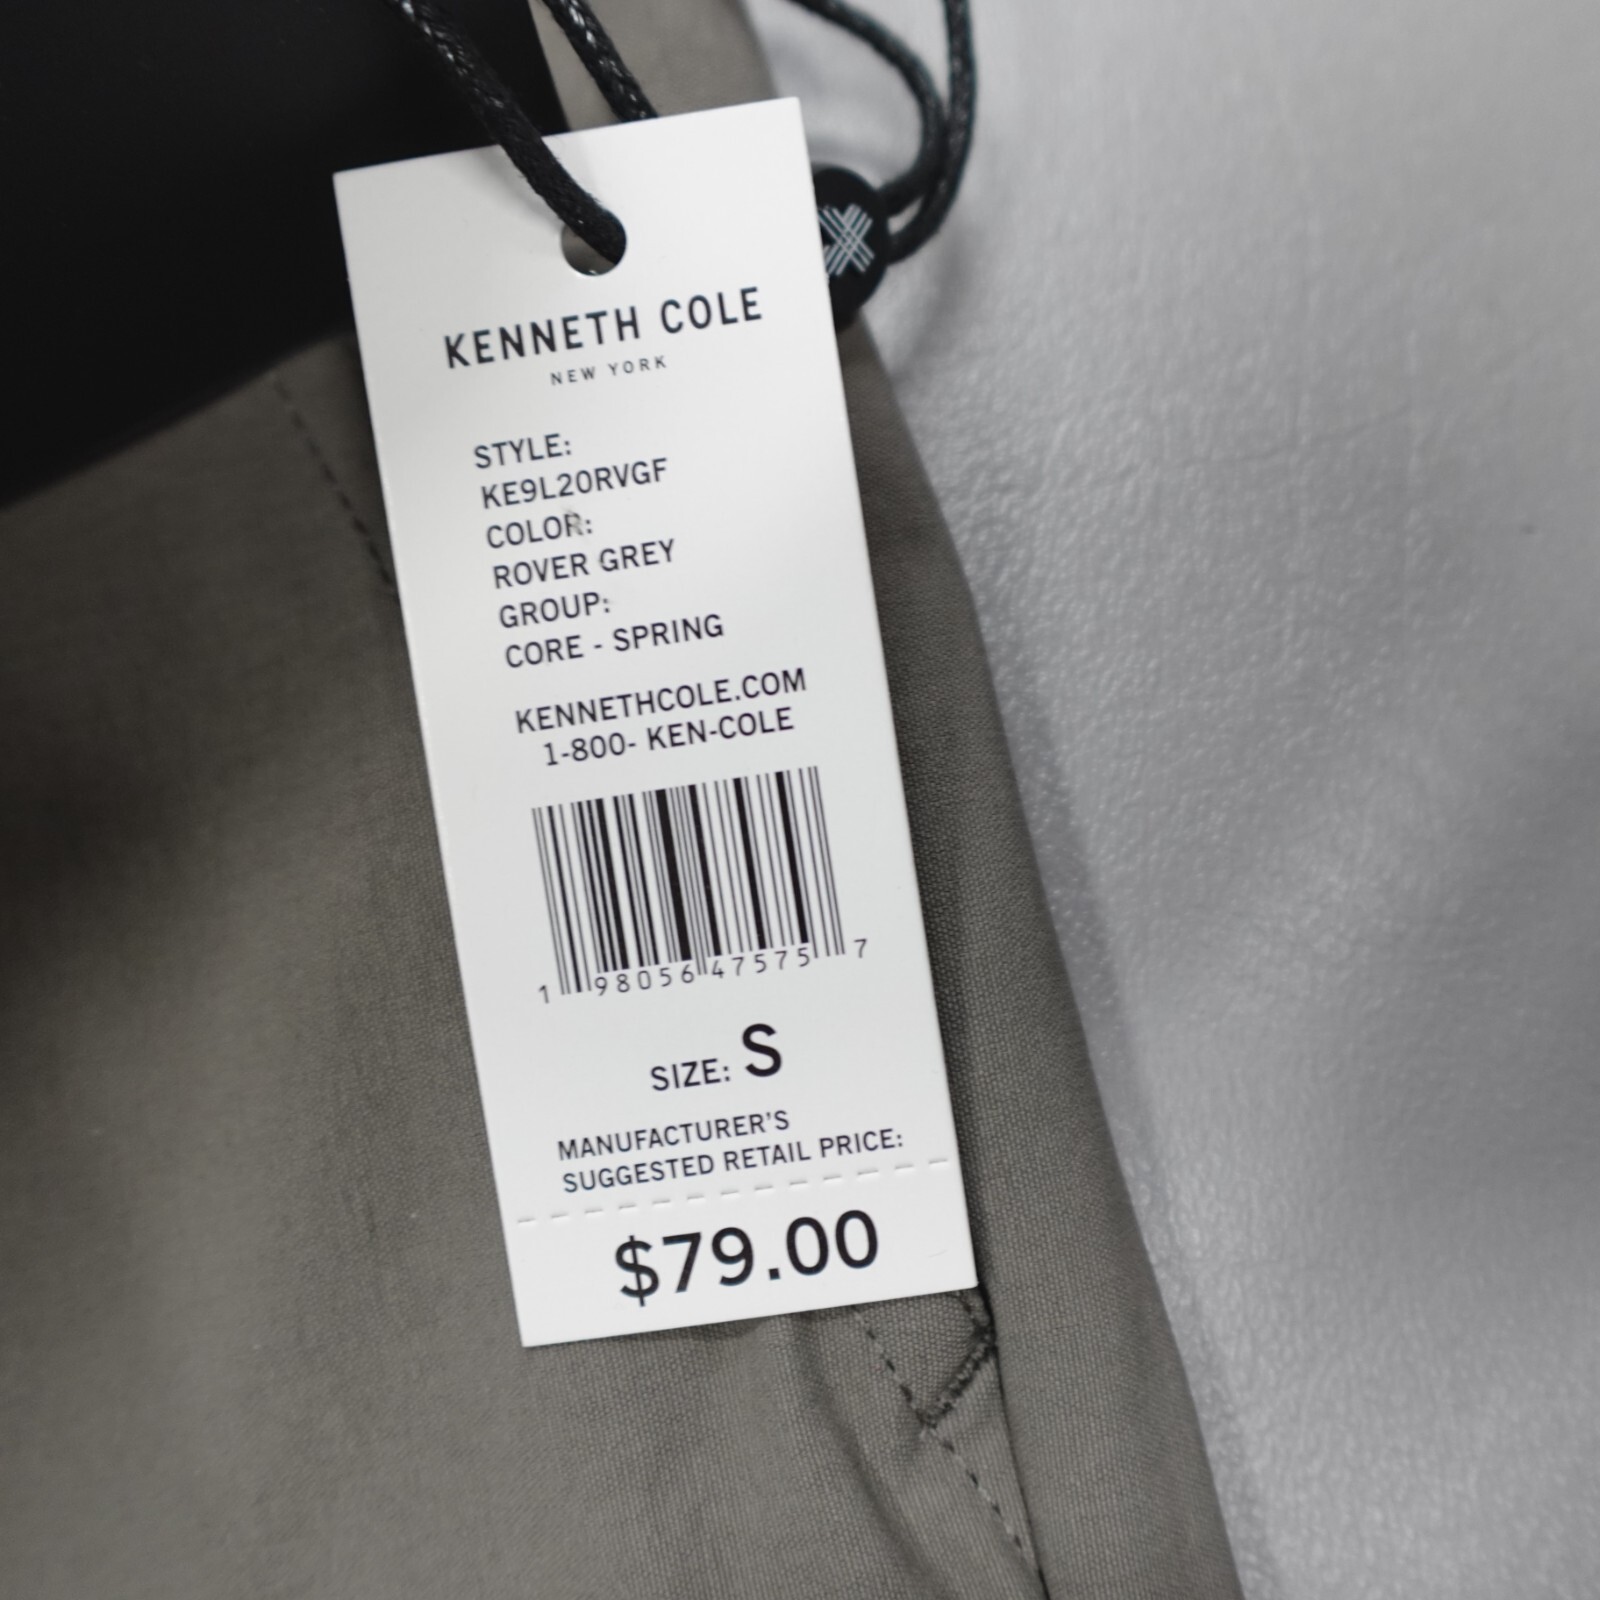 KENNETH COLE
NEW YORK
STYLE:
KE9L20RVGF
COLOR:
ROVER GREY
GROUP:
CORE - SPRING
KENNETHCOLE.COM
1-800- KEN-COLE
1 98056 47575 7
SIZE: S
MANUFACTURER'S
SUGGESTED RETAIL PRICE:
$79.00